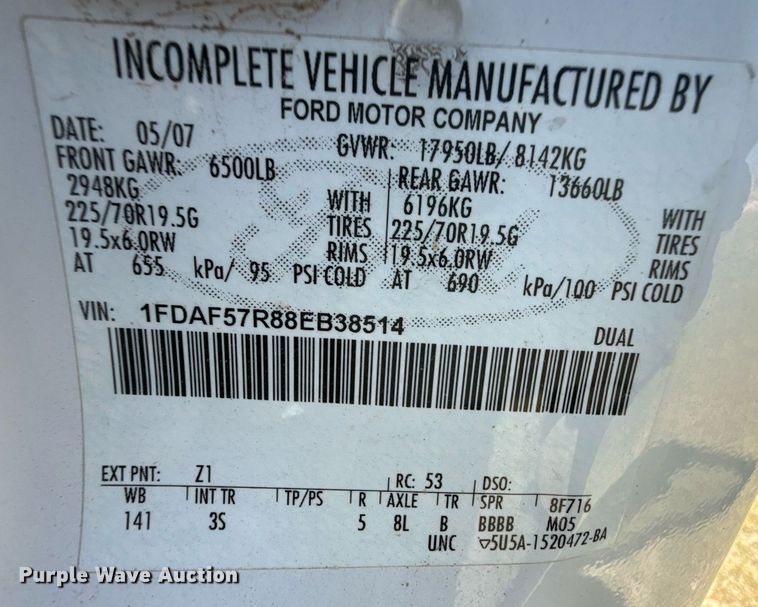 INCOMPLETE VEHICLE MANUFACTURED BY
FORD MOTOR COMPANY
DATE: 05/07 GVWR: 17950LB/ 8142KG
FRONT GAWR: 6500LB REAR GAWR: 13660LB
2948KG WITH 6196KG WITH
225/70R19.5G TIRES 225/70R19.5G TIRES
19.5x6.0RW RIMS 19.5x6.0RW RIMS
AT 655 kPa/ 95 PSI COLD AT 690 kPa/100 PSI COLD
VIN: 1FDAF57R88EB38514
DUAL
EXT PNT: Z1 RC: 53 DSO:
WB INT TR TP/PS R AXLE TR SPR 8F716
141 3S 5 8L B BBBB M05
UNC ▽5U5A-1520472-BA
Purple Wave Auction